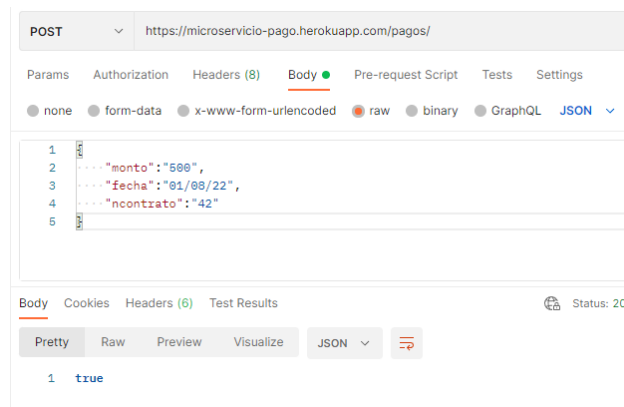 POST https://microservicio-pago.herokuapp.com/pagos/
Params Authorization Headers (8) Body Pre-request Script Tests Settings
none form-data x-www-form-urlencoded raw binary GraphQL JSON
1 {
2 "monto":"500",
3 "fecha":"01/08/22",
4 "ncontrato":"42"
5 }
Body Cookies Headers (6) Test Results Status: 20
Pretty Raw Preview Visualize JSON
1 true